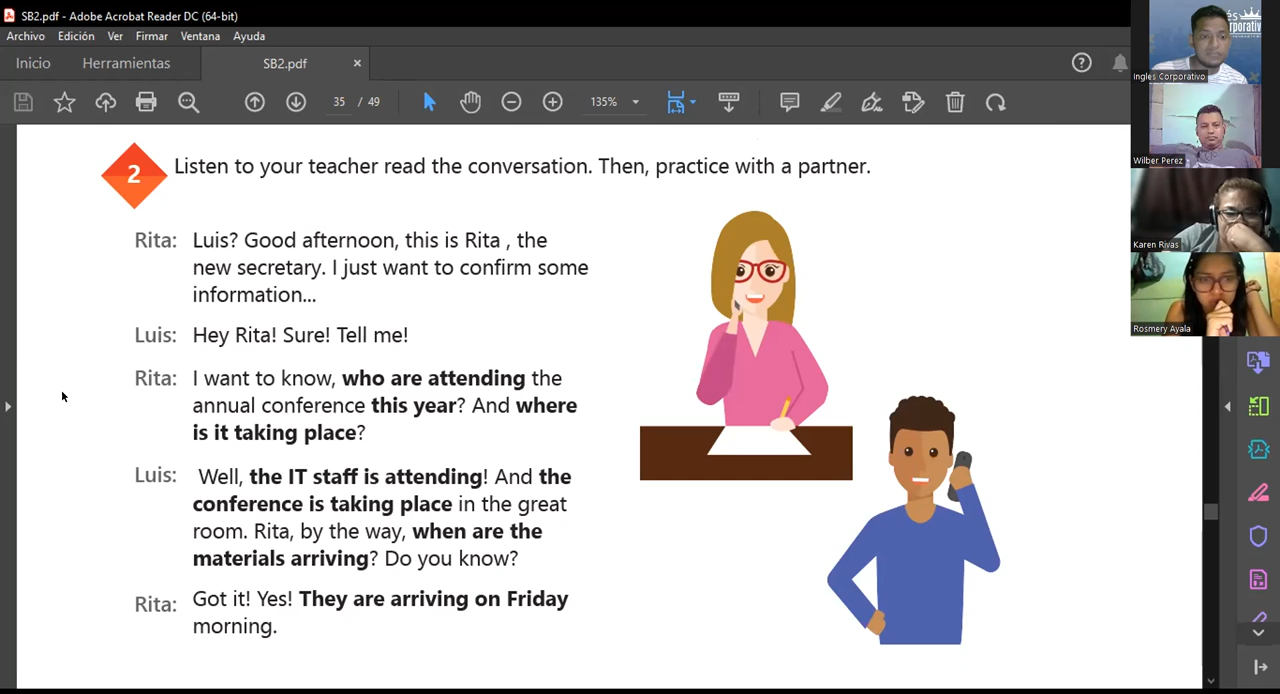 SB2.pdf - Adobe Acrobat Reader DC (64-bit)
Archivo Edición Ver Firmar Ventana Ayuda
Inicio Herramientas SB2.pdf ×
35 / 49 135%
2 Listen to your teacher read the conversation. Then, practice with a partner.
Rita: Luis? Good afternoon, this is Rita , the
new secretary. I just want to confirm some
information...
Luis: Hey Rita! Sure! Tell me!
Rita: I want to know, who are attending the
annual conference this year? And where
is it taking place?
Luis: Well, the IT staff is attending! And the
conference is taking place in the great
room. Rita, by the way, when are the
materials arriving? Do you know?
Rita: Got it! Yes! They are arriving on Friday
morning.
Ingles Corporativo
Wilber Perez
Karen Rivas
Rosmery Ayala